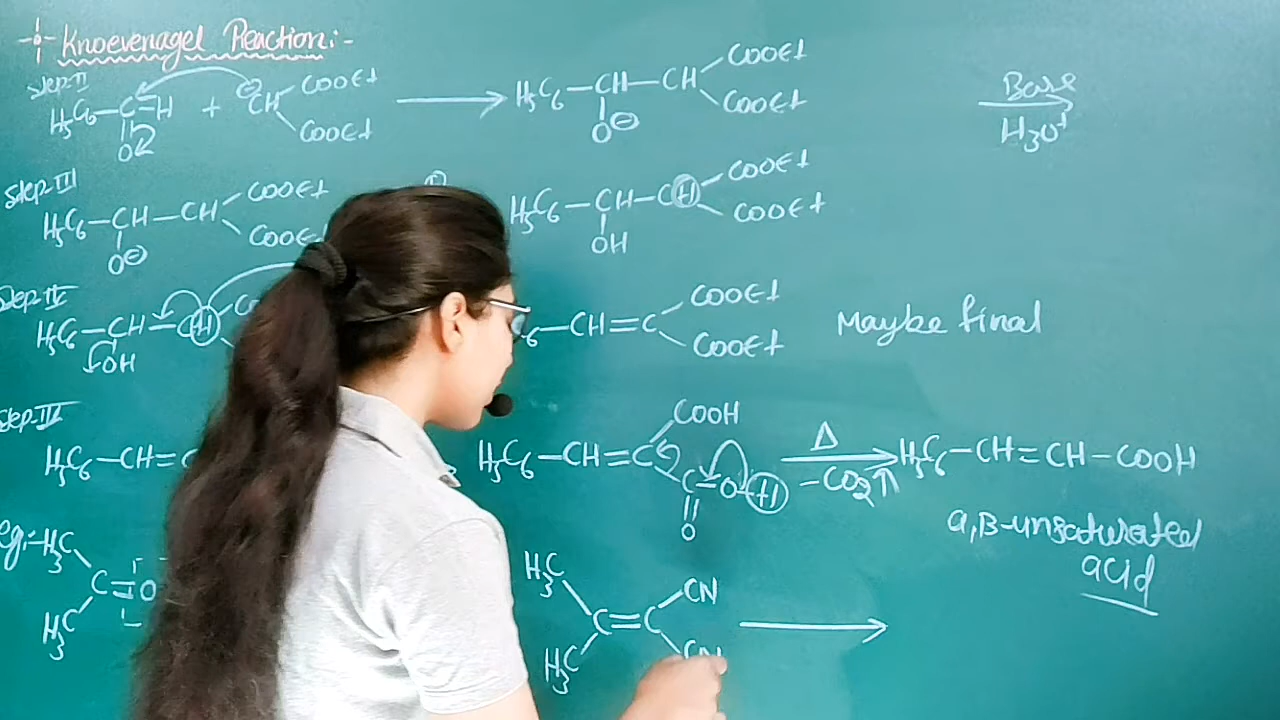 Knoevenagel Reaction:-
Step-II
H5C6-C-H + CH COOEt COOEt → H5C6-CH-CH COOEt COOEt
O O⊖
Base
H3O+
Step-III
H5C6-CH-CH COOEt COOEt H5C6-CH-CH COOEt COOEt
O⊖ OH
Step-IV
H5C6-CH-CH CH=C COOEt COOEt Maybe final
OH
Step-IV
H5C6-CH=C H5C6-CH=C COOH C-O-H O Δ -CO2↑ → H5C6-CH=CH-COOH
a,B-unsaturated
acid
eg:- H3C H3C C=O H3C H3C C=C CN CN →